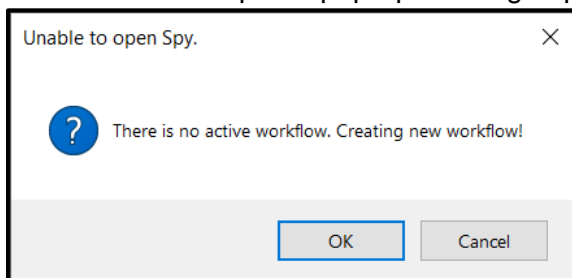 Unable to open Spy.
There is no active workflow. Creating new workflow!
OK
Cancel